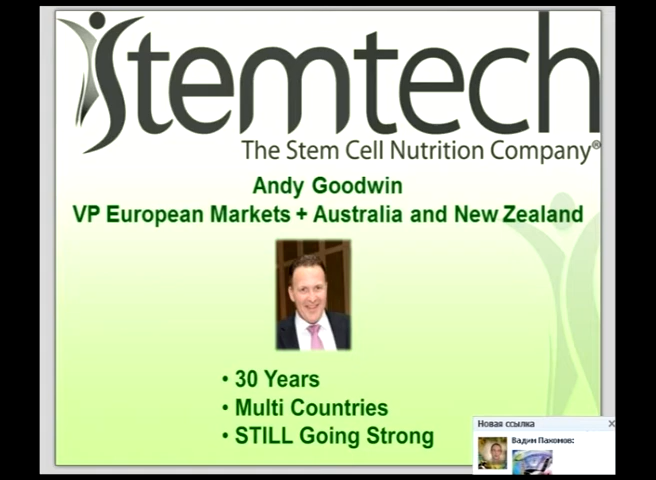 Stemtech
The Stem Cell Nutrition Company®
Andy Goodwin
VP European Markets + Australia and New Zealand
• 30 Years
• Multi Countries
• STILL Going Strong
Новая ссылка
Вадим Пахомов: